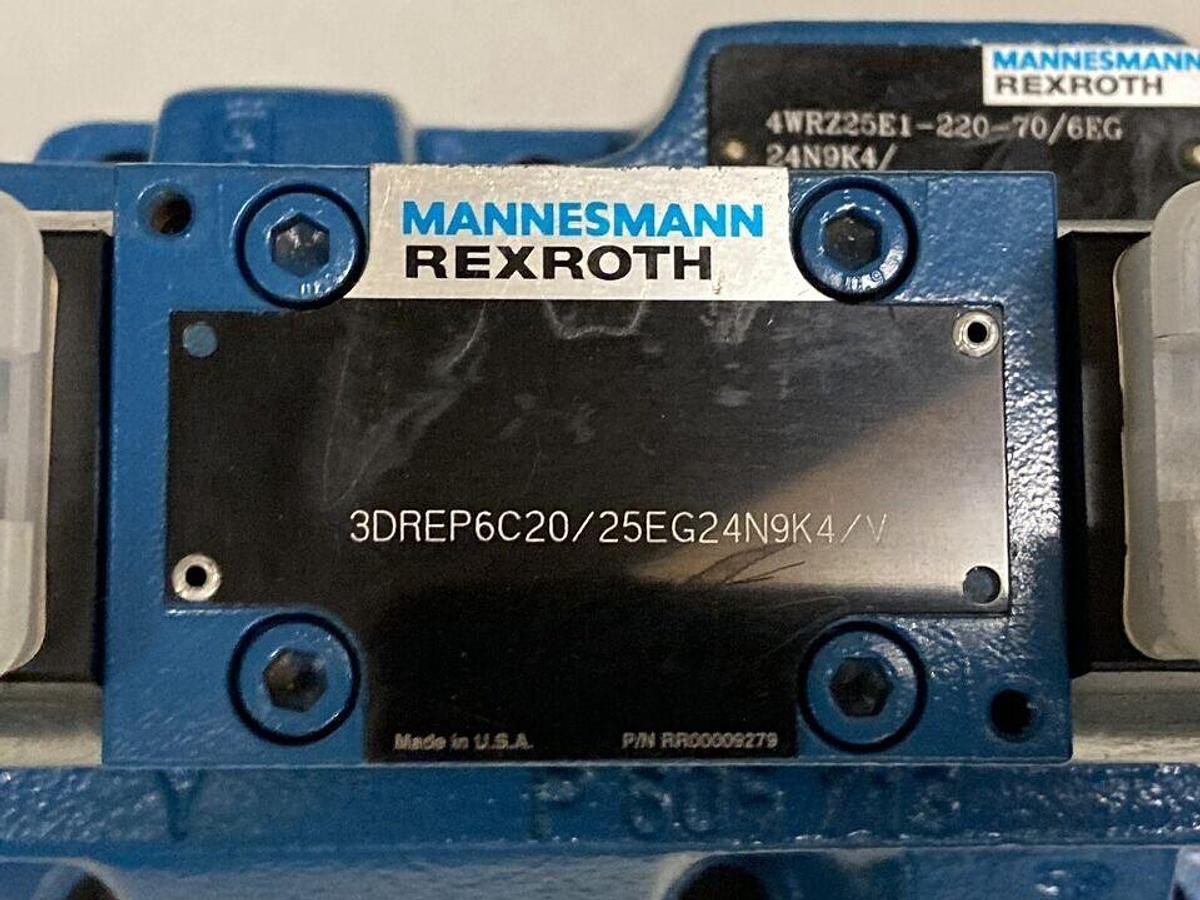 MANNESMANN
REXROTH
4WRZ25E1-220-70/6EG
24N9K4/
MANNESMANN
REXROTH
3DREP6C20/25EG24N9K4/V
Made in U.S.A. P/N RR00009279
Y P